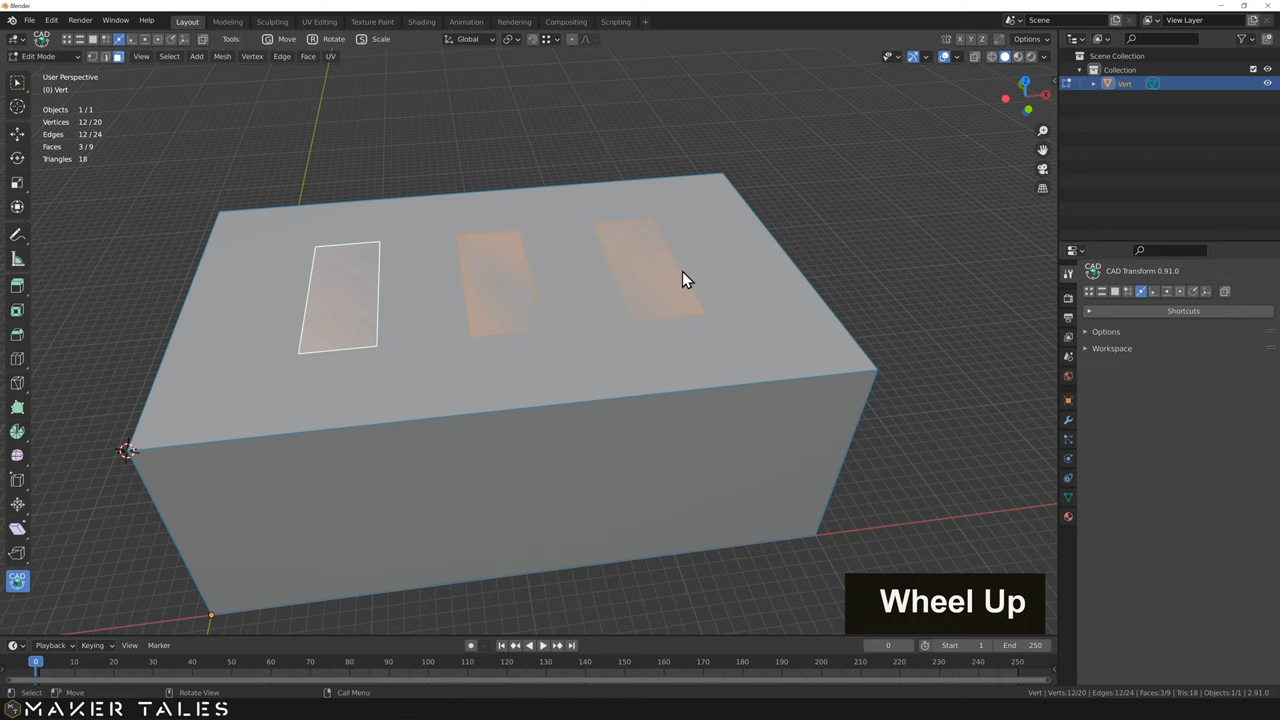 Blender
File Edit Render Window Help Layout Modeling Sculpting UV Editing Texture Paint Shading Animation Rendering Compositing Scripting + Scene View Layer
CAD Tools: G Move R Rotate S Scale Global X Y Z Options
Edit Mode View Select Add Mesh Vertex Edge Face UV
Scene Collection
Collection
Vert
User Perspective
(0) Vert
Objects 1 / 1
Vertices 12 / 20
Edges 12 / 24
Faces 3 / 9
Triangles 18
Z
X
CAD CAD Transform 0.91.0
Shortcuts
Options
Workspace
CAD
Wheel Up
Playback Keying View Marker 0 Start 1 End 250
0 10 20 30 40 50 60 70 80 90 100 110 120 130 140 150 160 170 180 190 200 210 220 230 240 250
Select Move Rotate View Call Menu Vert | Verts:12/20 | Edges:12/24 | Faces:3/9 | Tris:18 | Objects:1/1 | 2.91.0
MAKER TALES